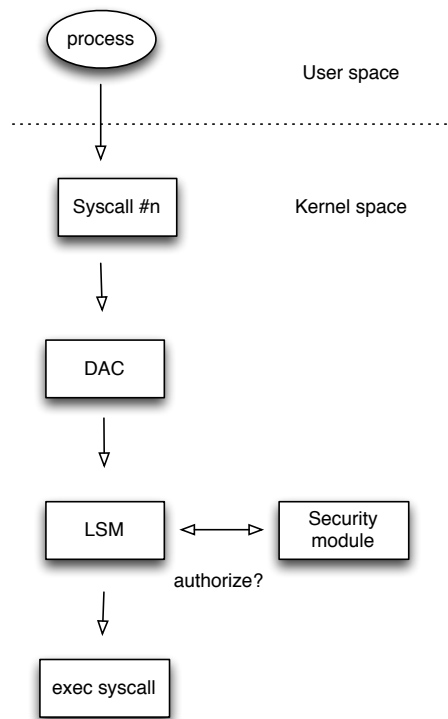 process
User space
Syscall #n
Kernel space
DAC
LSM
Security
module
authorize?
exec syscall